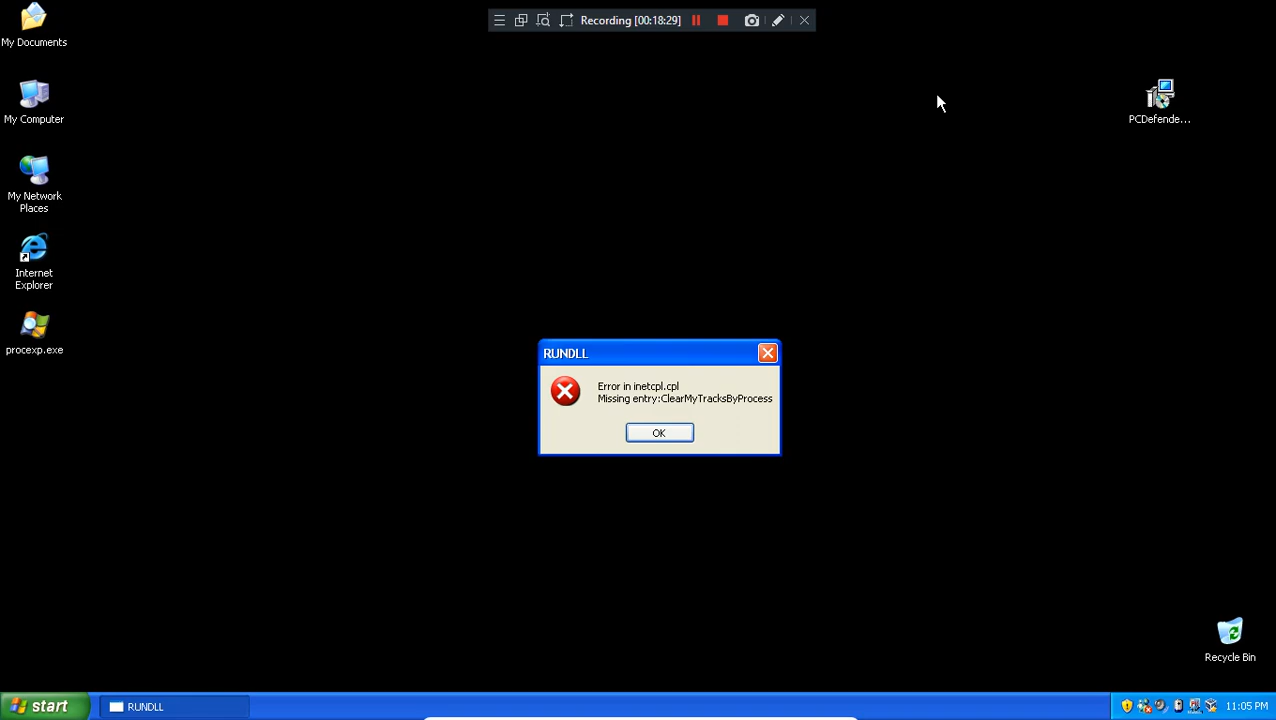 Recording [00:18:29]
My Documents
My Computer
My Network
Places
Internet
Explorer
procexp.exe
PCDefende...
RUNDLL
Error in inetcpl.cpl
Missing entry:ClearMyTracksByProcess
OK
Recycle Bin
start
RUNDLL
11:05 PM